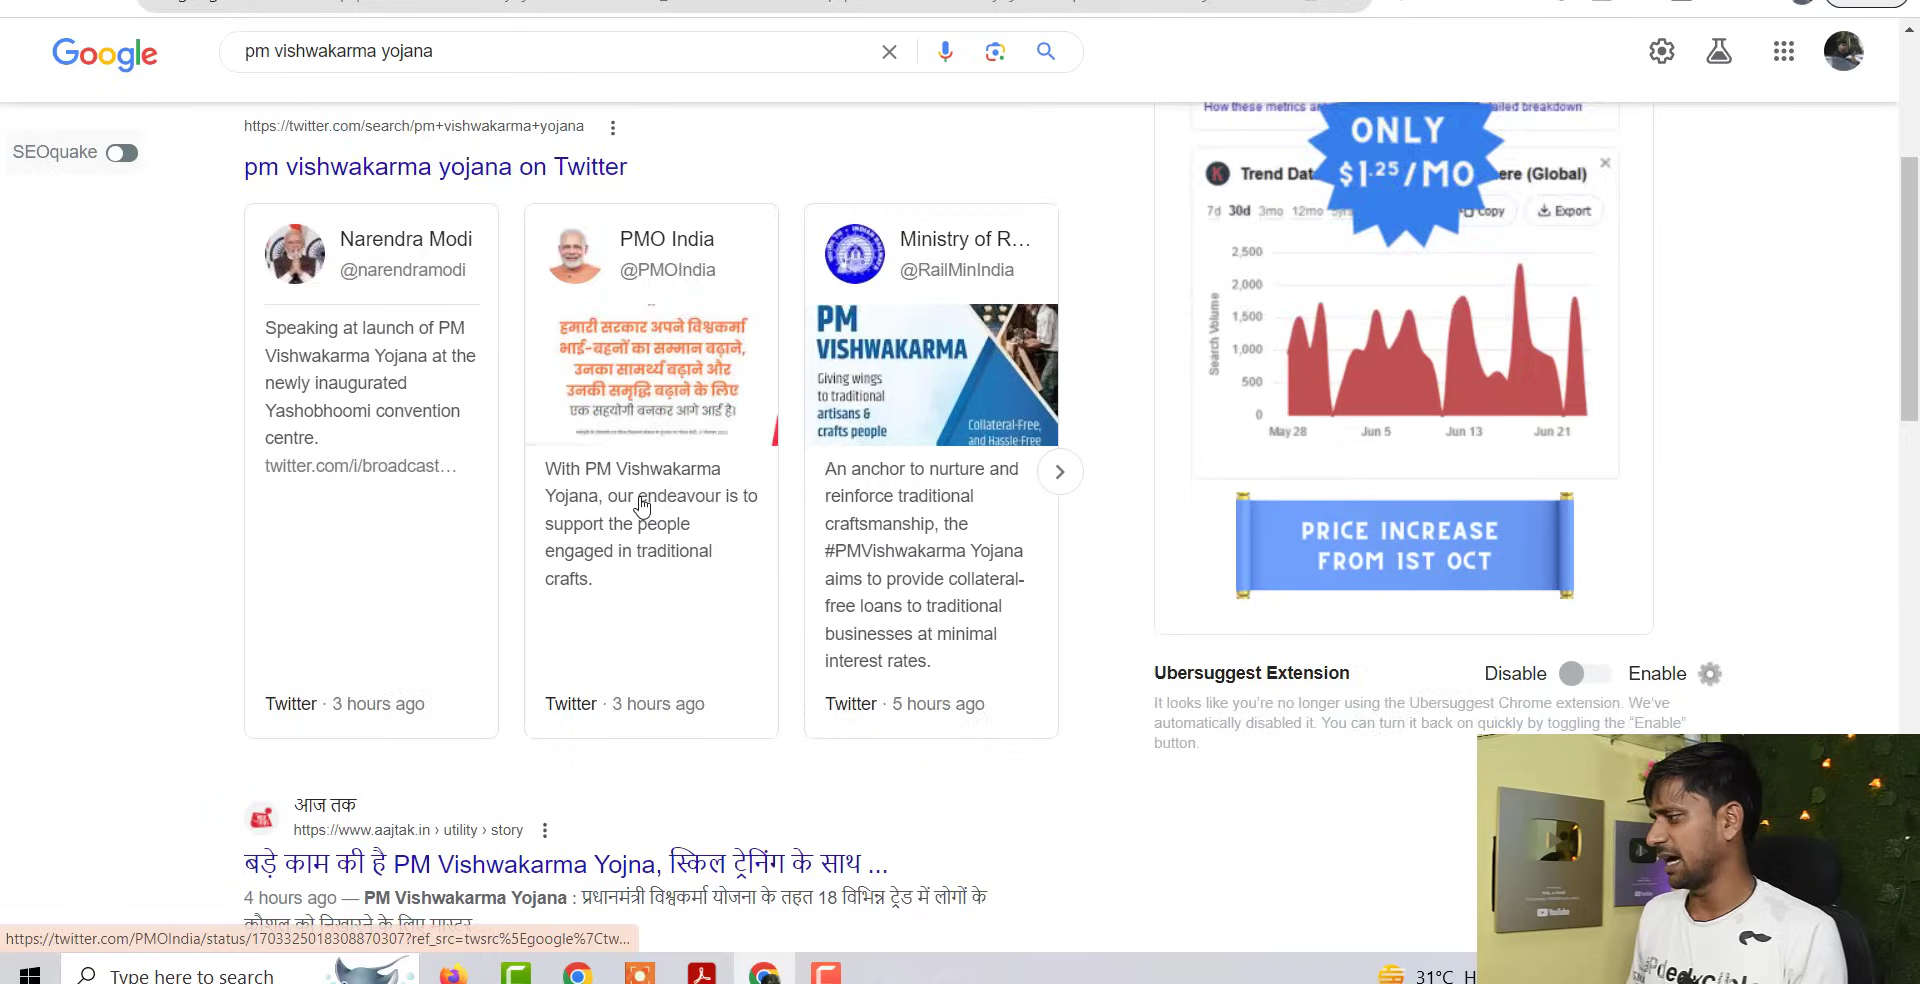 Google
pm vishwakarma yojana
SEOquake
https://twitter.com/search/pm+vishwakarma+yojana
pm vishwakarma yojana on Twitter
Narendra Modi
@narendramodi
Speaking at launch of PM
Vishwakarma Yojana at the
newly inaugurated
Yashobhoomi convention
centre.
twitter.com/i/broadcast...
Twitter · 3 hours ago
PMO India
@PMOIndia
हमारी सरकार अपने विश्वकर्मा
भाई-बहनों का सम्मान बढ़ाने,
उनका सामर्थ्य बढ़ाने और
उनकी समृद्धि बढ़ाने के लिए
एक सहयोगी बनकर आगे आई है।
With PM Vishwakarma
Yojana, our endeavour is to
support the people
engaged in traditional
crafts.
Twitter · 3 hours ago
Ministry of R...
@RailMinIndia
PM
VISHWAKARMA
Giving wings
to traditional
artisans &
crafts people
Collateral-Free,
and Hassle-Free
An anchor to nurture and
reinforce traditional
craftsmanship, the
#PMVishwakarma Yojana
aims to provide collateral-
free loans to traditional
businesses at minimal
interest rates.
Twitter · 5 hours ago
आज तक
https://www.aajtak.in › utility › story
बड़े काम की है PM Vishwakarma Yojna, स्किल ट्रेनिंग के साथ ...
4 hours ago — PM Vishwakarma Yojana : प्रधानमंत्री विश्वकर्मा योजना के तहत 18 विभिन्न ट्रेड में लोगों के
कौशल को निखारने के लिए मास्टर
https://twitter.com/PMOIndia/status/1703325018308870307?ref_src=twsrc%5Egoogle%7Ctw...
How these metrics are breakdown
ONLY
$1.25/MO
Trend Dat ere (Global)
7d 30d 3mo 12mo Copy Export
Search Volume
2,500
2,000
1,500
1,000
500
0
May 28 Jun 5 Jun 13 Jun 21
PRICE INCREASE
FROM 1ST OCT
Ubersuggest Extension Disable Enable
It looks like you're no longer using the Ubersuggest Chrome extension. We've
automatically disabled it. You can turn it back on quickly by toggling the "Enable"
button.
YouTube
Type here to search
31°C H